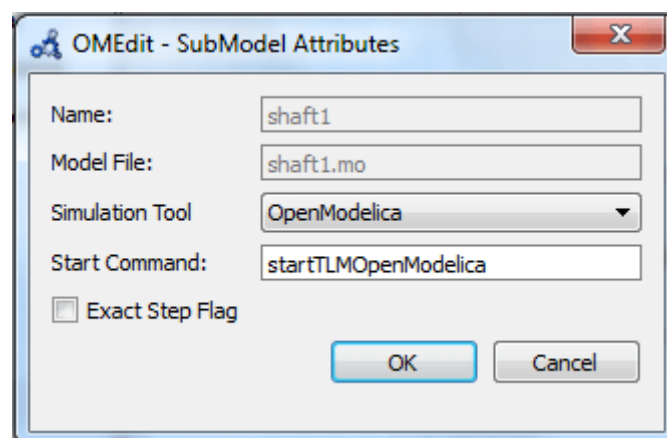 OMEdit - SubModel Attributes
Name: shaft1
Model File: shaft1.mo
Simulation Tool OpenModelica
Start Command: startTLMOpenModelica
Exact Step Flag
OK Cancel